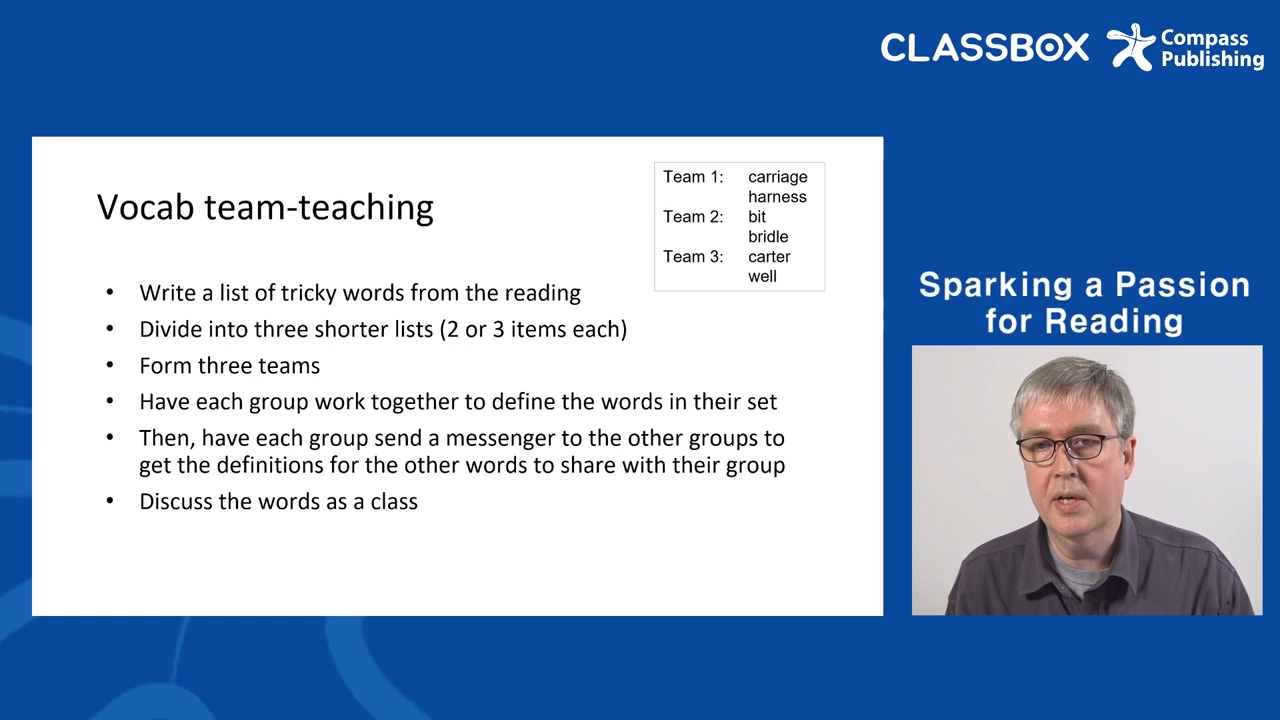 CLASSBOX
Compass
Publishing
Vocab team-teaching
Team 1: carriage
harness
Team 2: bit
bridle
Team 3: carter
well
• Write a list of tricky words from the reading
• Divide into three shorter lists (2 or 3 items each)
• Form three teams
• Have each group work together to define the words in their set
• Then, have each group send a messenger to the other groups to
get the definitions for the other words to share with their group
• Discuss the words as a class
Sparking a Passion
for Reading